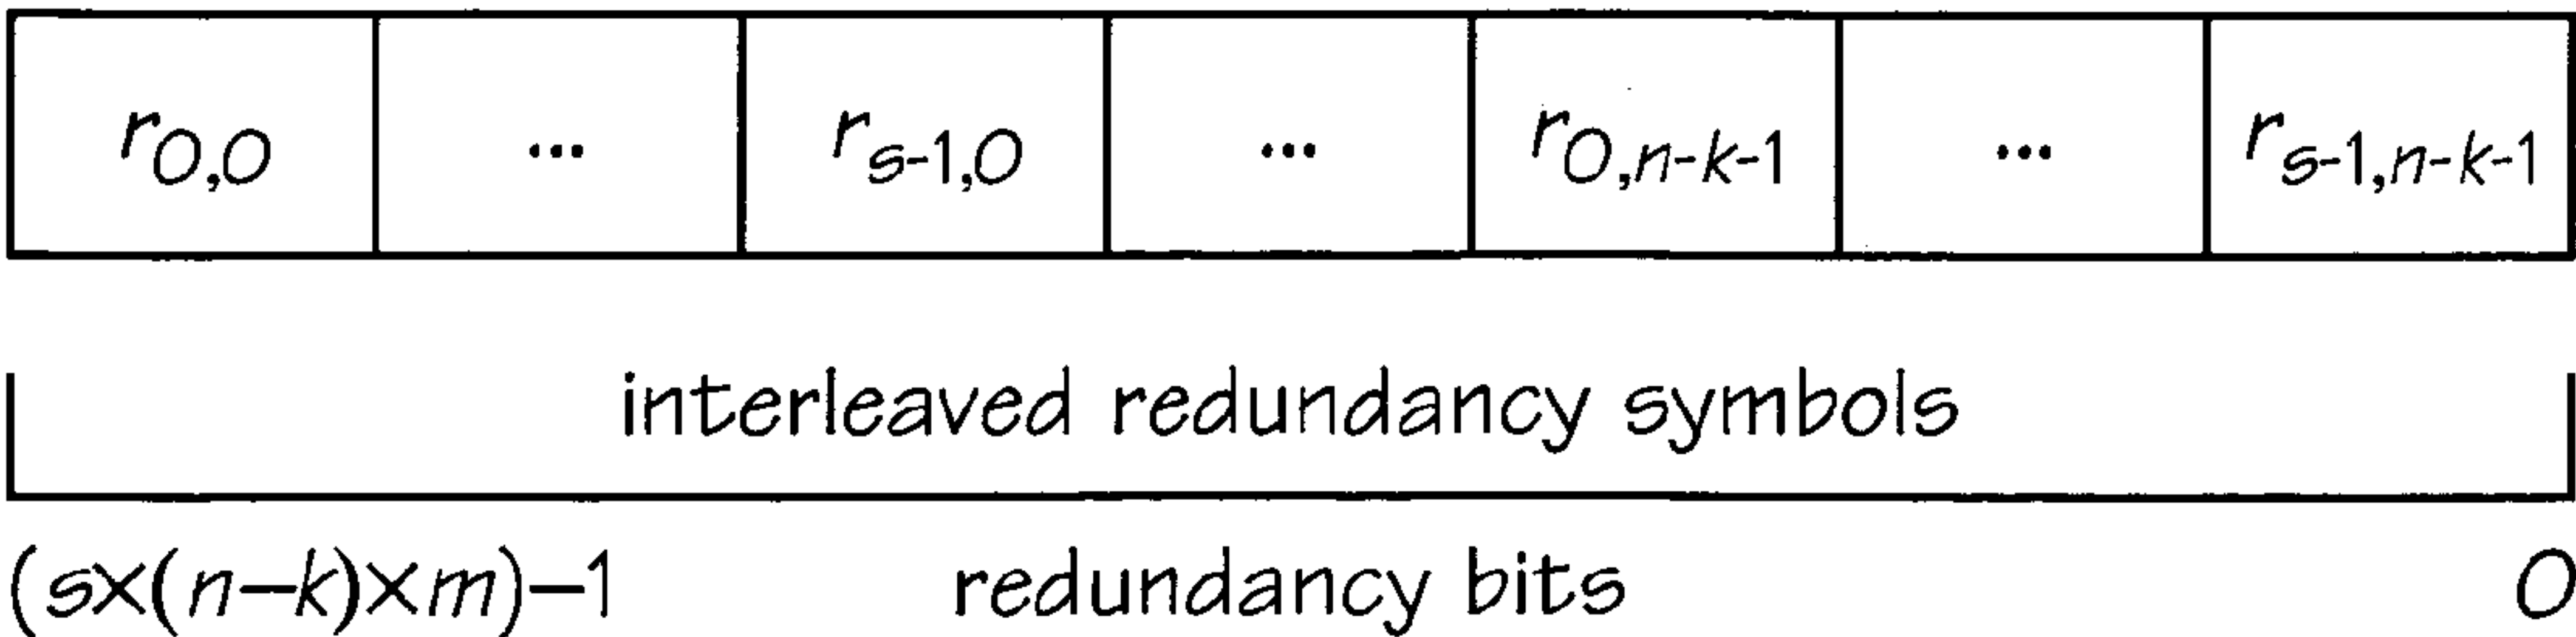 r0,0 ... rs-1,0 ... r0,n-k-1 ... rs-1,n-k-1
interleaved redundancy symbols
(s×(n−k)×m)−1 redundancy bits 0